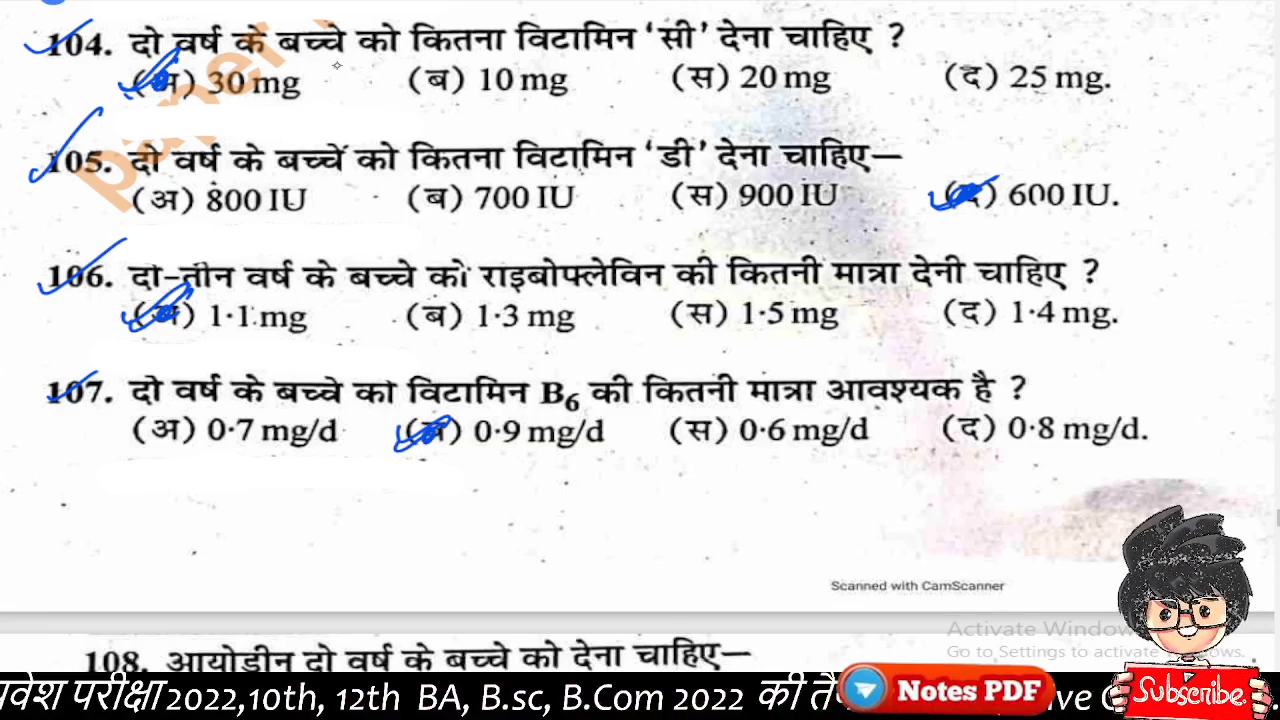 104. दो वर्ष के बच्चे को कितना विटामिन 'सी' देना चाहिए ?
(अ) 30 mg (ब) 10 mg (स) 20 mg (द) 25 mg.
105. दो वर्ष के बच्चें को कितना विटामिन 'डी' देना चाहिए—
(अ) 800 IU (ब) 700 IU (स) 900 IU (द) 600 IU.
106. दो-तीन वर्ष के बच्चे को राइबोफ्लेविन की कितनी मात्रा देनी चाहिए ?
(अ) 1·1 mg (ब) 1·3 mg (स) 1·5 mg (द) 1·4 mg.
107. दो वर्ष के बच्चे को विटामिन B6 की कितनी मात्रा आवश्यक है ?
(अ) 0·7 mg/d (ब) 0·9 mg/d (स) 0·6 mg/d (द) 0·8 mg/d.
Scanned with CamScanner
Activate Windows
Go to Settings to activate Windows.
108. आयोडीन दो वर्ष के बच्चे को देना चाहिए—
परीक्षा 2022,10th, 12th BA, B.sc, B.Com 2022 की
Notes PDF
Subscribe